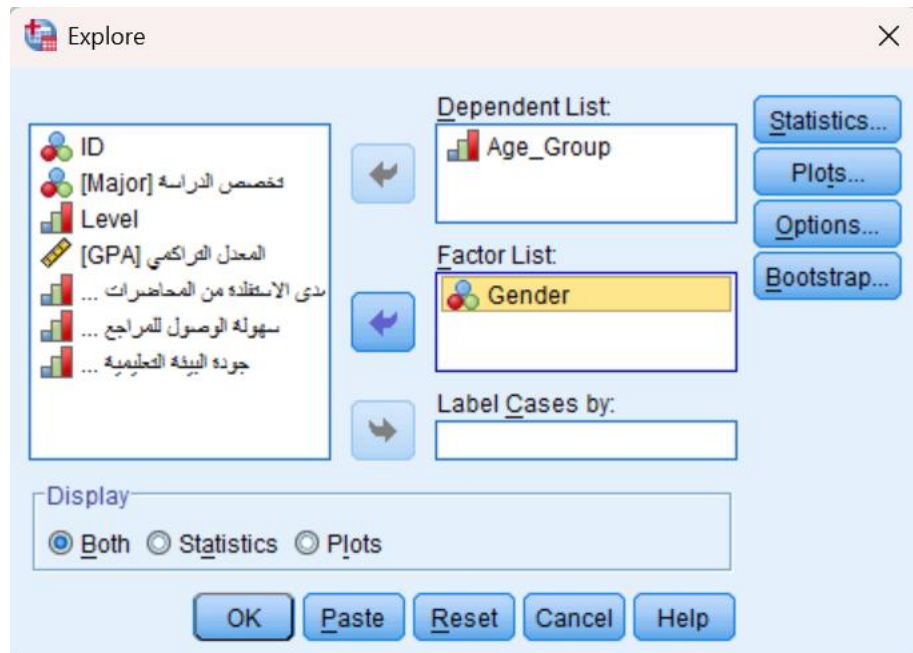 Explore
ID
تخصص الدراسة [Major]
Level
المعدل التراكمي [GPA]
مدى الاستفادة من المحاضرات ...
سهولة الوصول للمراجع ...
جودة البيئة التعليمية ...
Dependent List:
Age_Group
Factor List:
Gender
Label Cases by:
Statistics...
Plots...
Options...
Bootstrap...
Display
Both Statistics Plots
OK Paste Reset Cancel Help